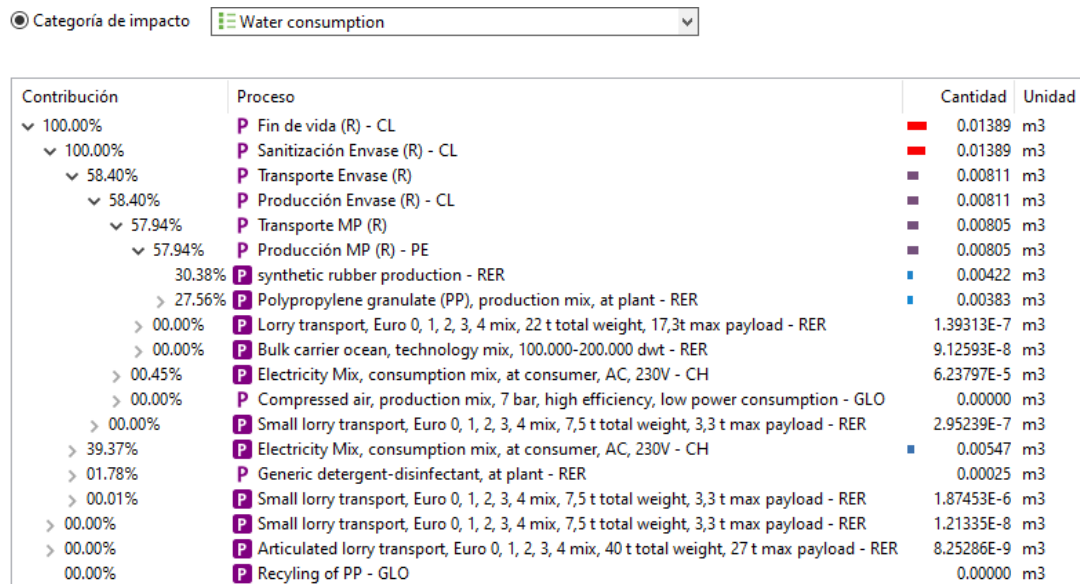 Categoría de impacto Water consumption
Contribución Proceso Cantidad Unidad
100.00% P Fin de vida (R) - CL 0.01389 m3
100.00% P Sanitización Envase (R) - CL 0.01389 m3
58.40% P Transporte Envase (R) 0.00811 m3
58.40% P Producción Envase (R) - CL 0.00811 m3
57.94% P Transporte MP (R) 0.00805 m3
57.94% P Producción MP (R) - PE 0.00805 m3
30.38% P synthetic rubber production - RER 0.00422 m3
27.56% P Polypropylene granulate (PP), production mix, at plant - RER 0.00383 m3
00.00% P Lorry transport, Euro 0, 1, 2, 3, 4 mix, 22 t total weight, 17,3t max payload - RER 1.39313E-7 m3
00.00% P Bulk carrier ocean, technology mix, 100.000-200.000 dwt - RER 9.12593E-8 m3
00.45% P Electricity Mix, consumption mix, at consumer, AC, 230V - CH 6.23797E-5 m3
00.00% P Compressed air, production mix, 7 bar, high efficiency, low power consumption - GLO 0.00000 m3
00.00% P Small lorry transport, Euro 0, 1, 2, 3, 4 mix, 7,5 t total weight, 3,3 t max payload - RER 2.95239E-7 m3
39.37% P Electricity Mix, consumption mix, at consumer, AC, 230V - CH 0.00547 m3
01.78% P Generic detergent-disinfectant, at plant - RER 0.00025 m3
00.01% P Small lorry transport, Euro 0, 1, 2, 3, 4 mix, 7,5 t total weight, 3,3 t max payload - RER 1.87453E-6 m3
00.00% P Small lorry transport, Euro 0, 1, 2, 3, 4 mix, 7,5 t total weight, 3,3 t max payload - RER 1.21335E-8 m3
00.00% P Articulated lorry transport, Euro 0, 1, 2, 3, 4 mix, 40 t total weight, 27 t max payload - RER 8.25286E-9 m3
00.00% P Recyling of PP - GLO 0.00000 m3